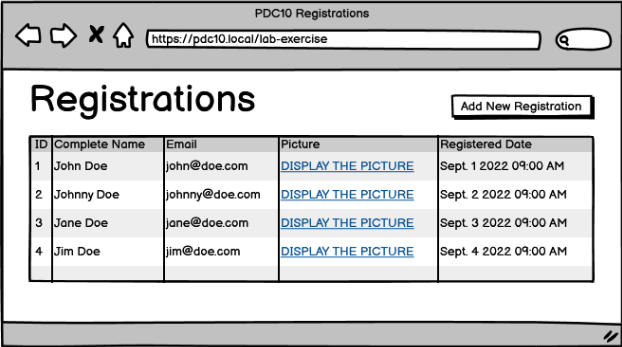 PDC10 Registrations
https://pdc10.local/lab-exercise
Registrations
Add New Registration
ID Complete Name Email Picture Registered Date
1 John Doe john@doe.com DISPLAY THE PICTURE Sept. 1 2022 09:00 AM
2 Johnny Doe johnny@doe.com DISPLAY THE PICTURE Sept. 2 2022 09:00 AM
3 Jane Doe jane@doe.com DISPLAY THE PICTURE Sept. 3 2022 09:00 AM
4 Jim Doe jim@doe.com DISPLAY THE PICTURE Sept. 4 2022 09:00 AM